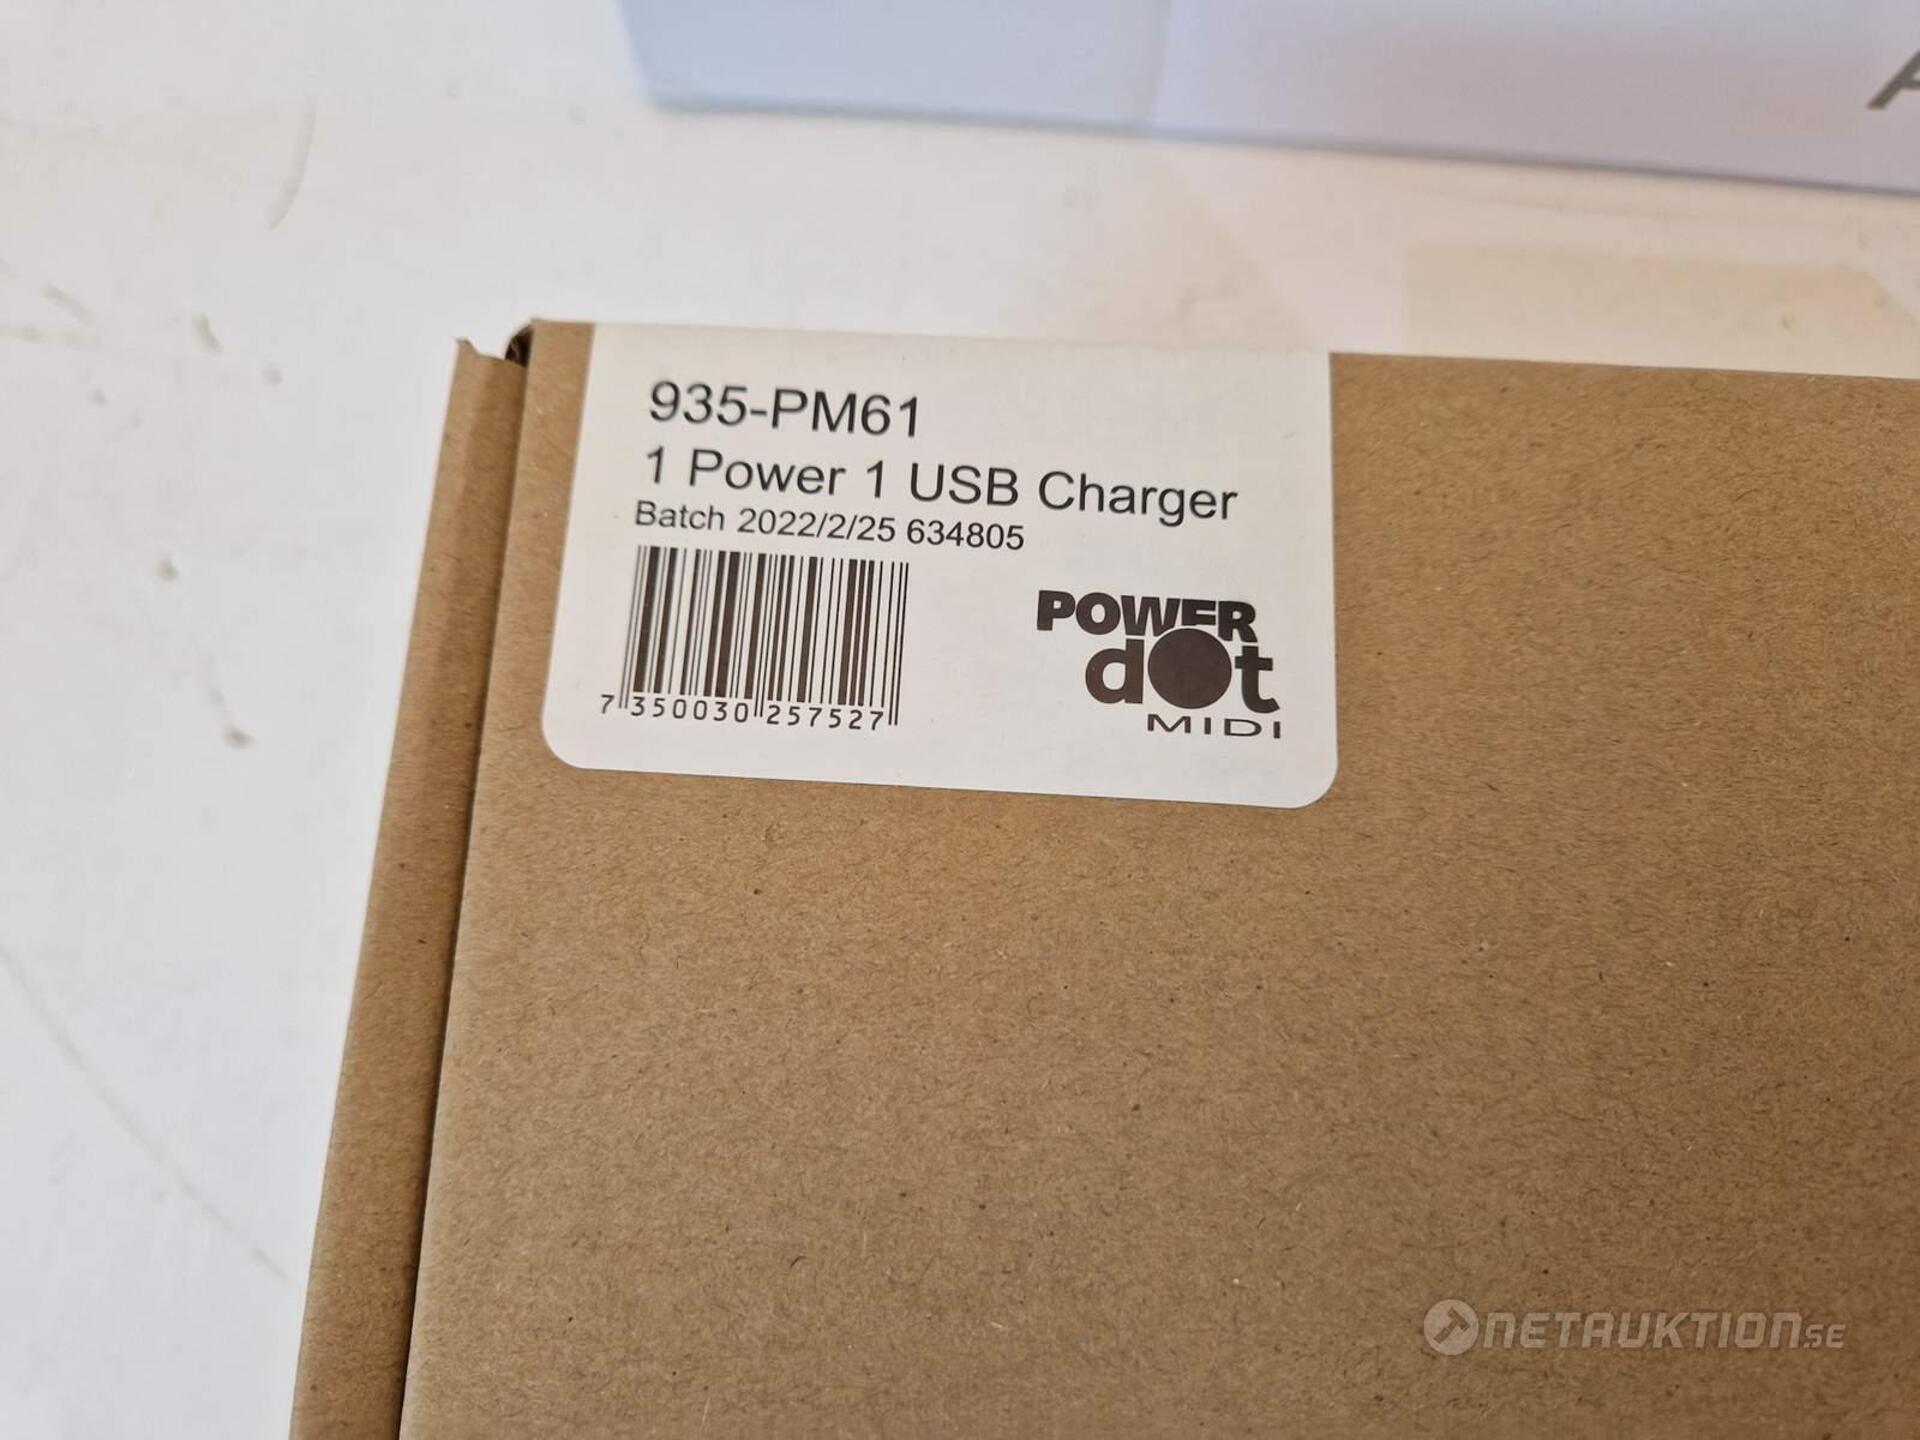 A
935-PM61
1 Power 1 USB Charger
Batch 2022/2/25 634805
7 350030 257527
POWER
dot
MIDI
NETAUKTION.SE